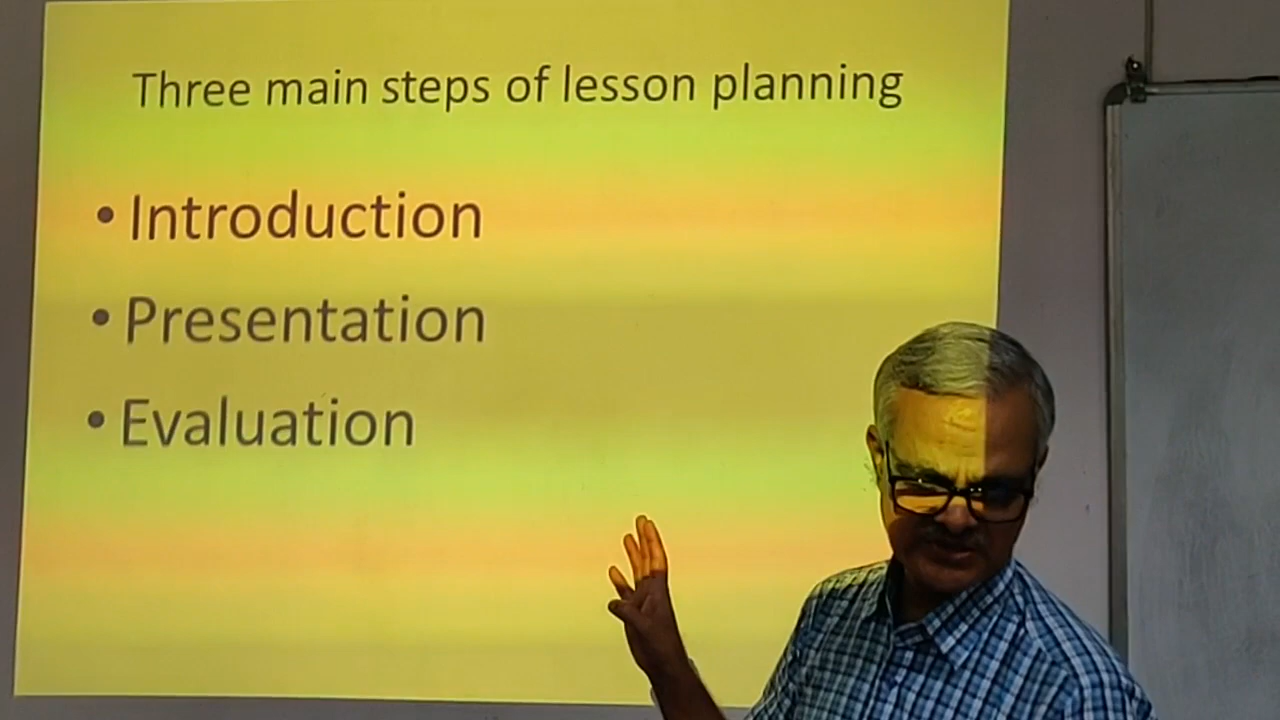 Three main steps of lesson planning
• Introduction
• Presentation
• Evaluation